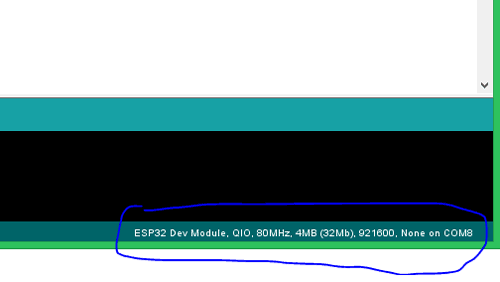 ESP32 Dev Module, QIO, 80MHz, 4MB (32Mb), 921600, None on COM8